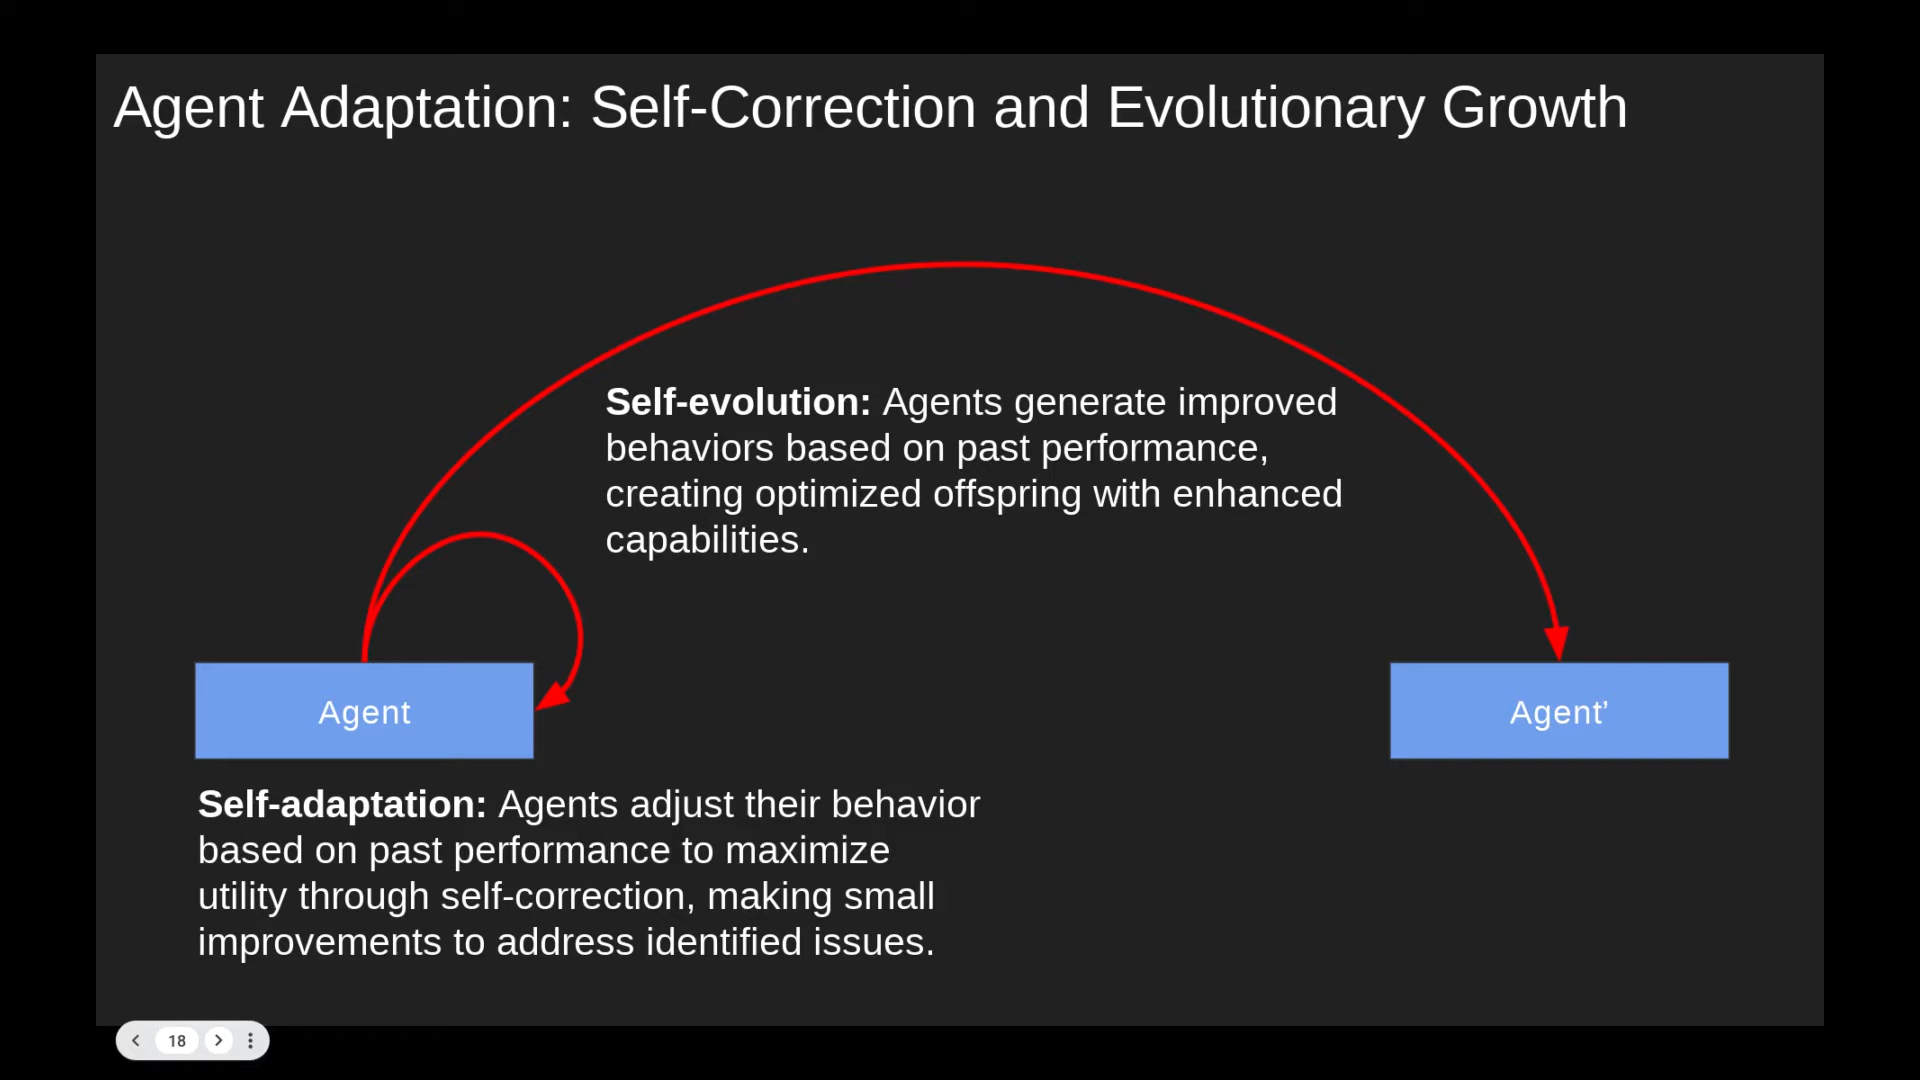 Agent Adaptation: Self-Correction and Evolutionary Growth
Self-evolution: Agents generate improved
behaviors based on past performance,
creating optimized offspring with enhanced
capabilities.
Agent
Agent’
Self-adaptation: Agents adjust their behavior
based on past performance to maximize
utility through self-correction, making small
improvements to address identified issues.
18